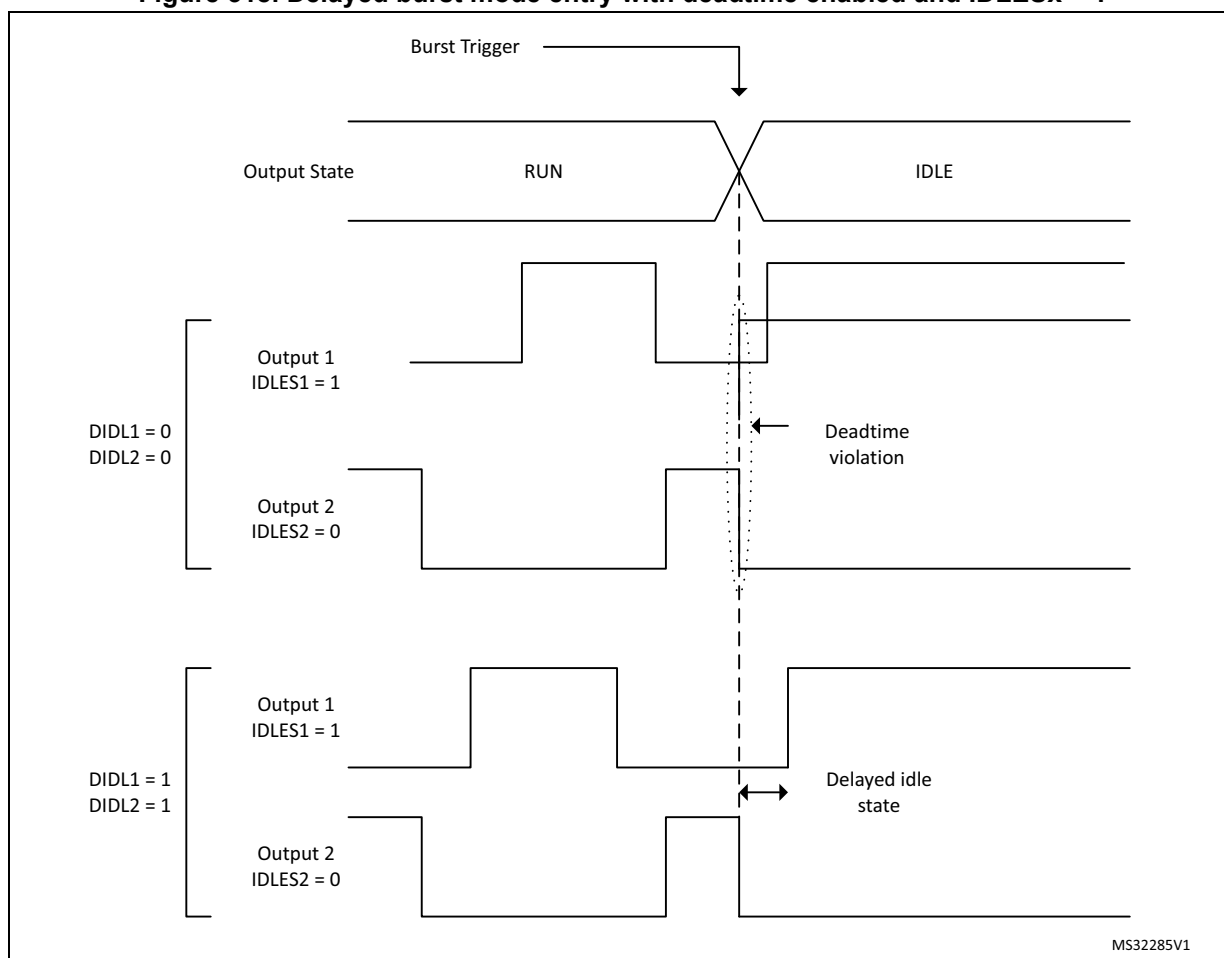 Burst Trigger
Output State
RUN
IDLE
Output 1
IDLES1 = 1
DIDL1 = 0
DIDL2 = 0
Deadtime
violation
Output 2
IDLES2 = 0
Output 1
IDLES1 = 1
DIDL1 = 1
DIDL2 = 1
Delayed idle
state
Output 2
IDLES2 = 0
MS32285V1